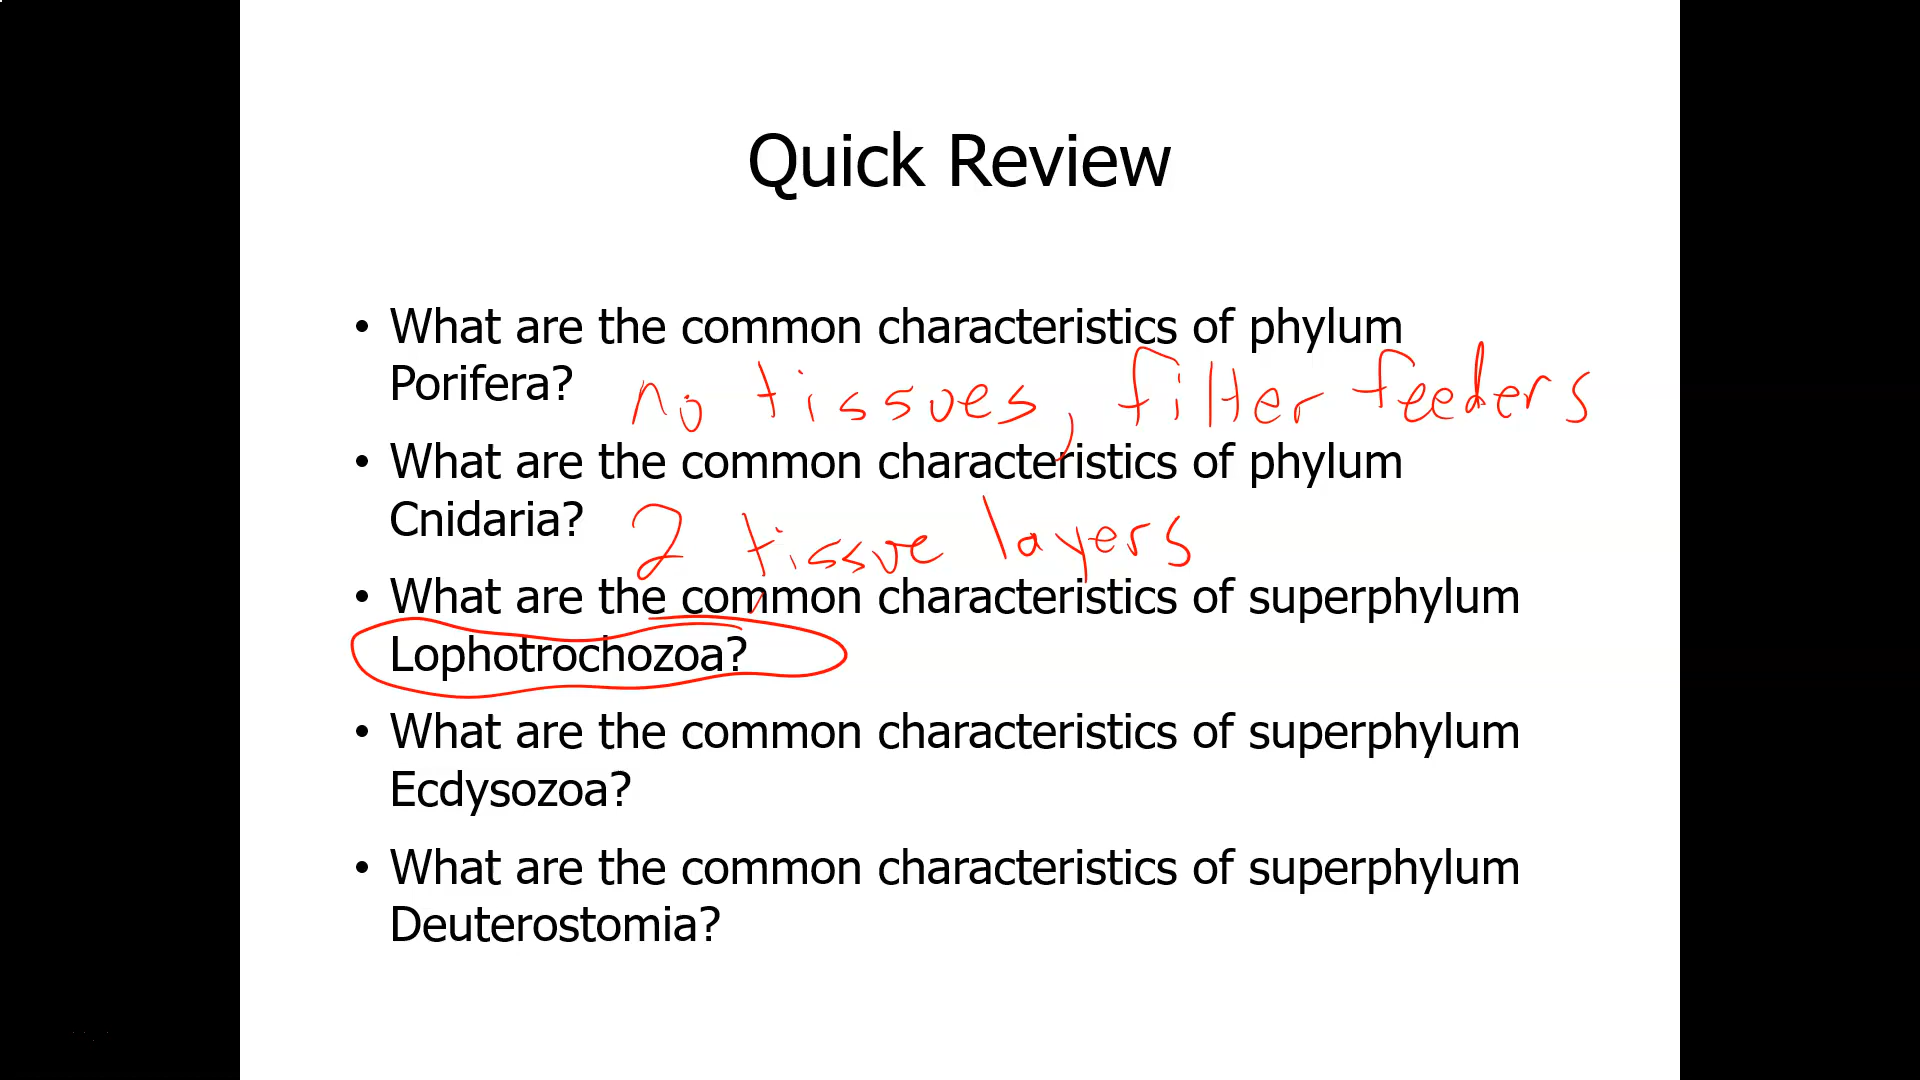 Quick Review
• What are the common characteristics of phylum
Porifera? no tissues, filter feeders
• What are the common characteristics of phylum
Cnidaria? 2 tissue layers
• What are the common characteristics of superphylum
Lophotrochozoa?
• What are the common characteristics of superphylum
Ecdysozoa?
• What are the common characteristics of superphylum
Deuterostomia?